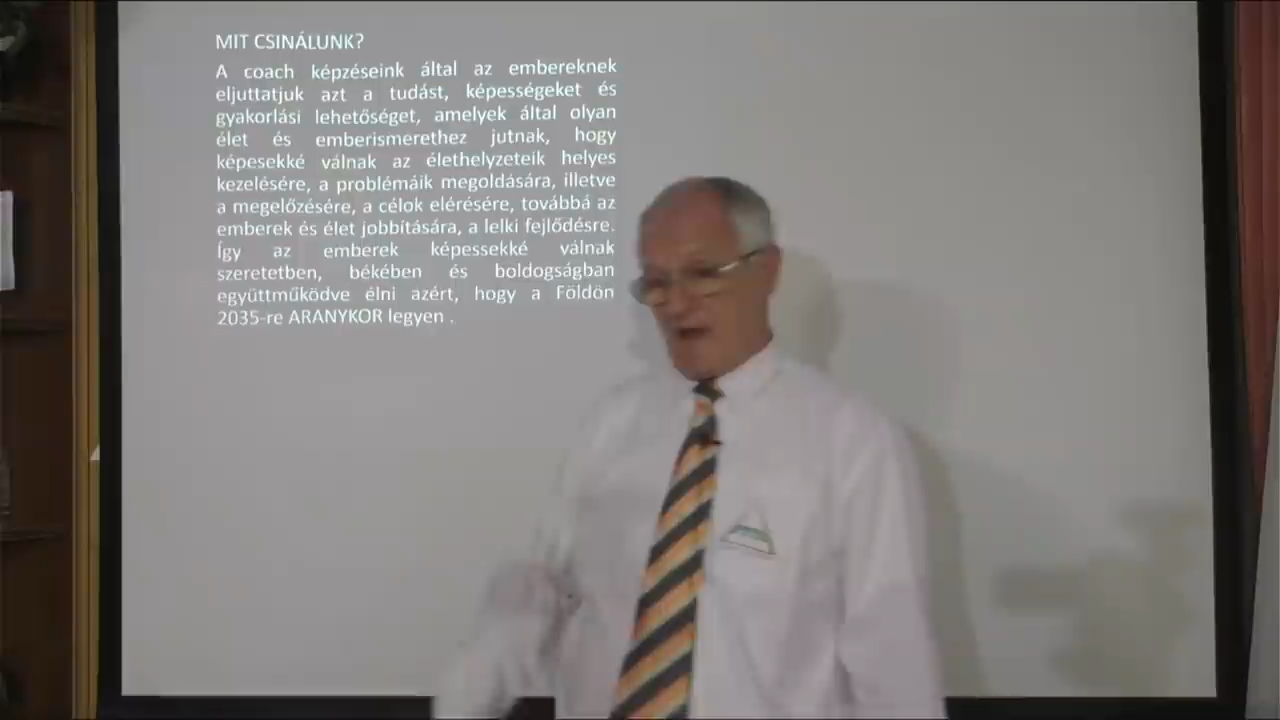 MIT CSINÁLUNK?
A coach képzéseink által az embereknek
eljuttatjuk azt a tudást, képességeket és
gyakorlási lehetőséget, amelyek által olyan
élet és emberismerethez jutnak, hogy
képesekké válnak az élethelyzeteik helyes
kezelésére, a problémáik megoldására, illetve
a megelőzésére, a célok elérésére, továbbá az
emberek és élet jobbítására, a lelki fejlődésre.
Így az emberek képessekké válnak
szeretetben, békében és boldogságban
együttműködve élni azért, hogy a Földön
2035-re ARANYKOR legyen .